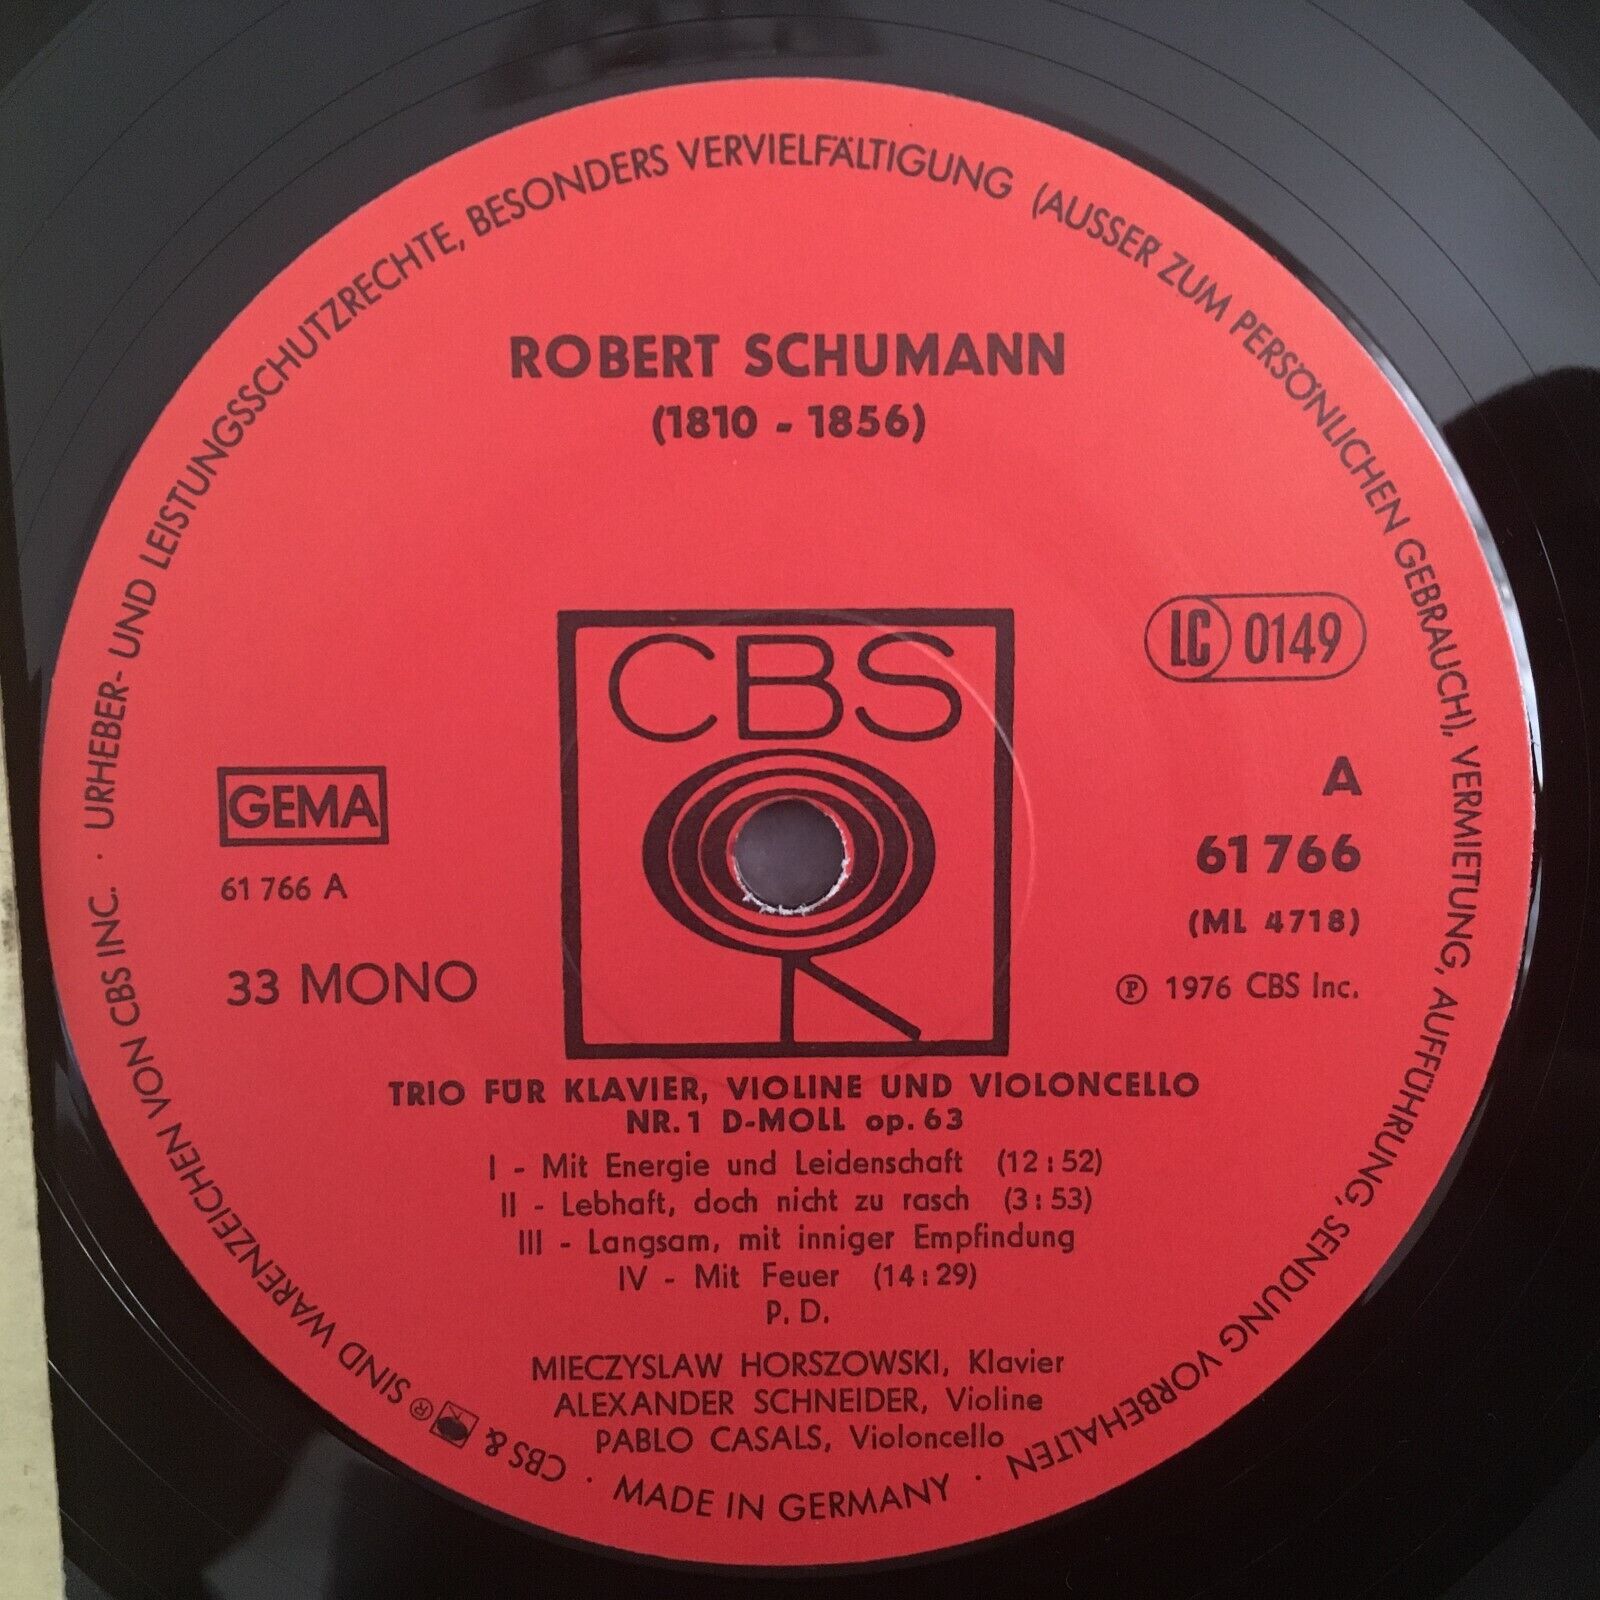 ROBERT SCHUMANN
(1810 - 1856)
CBS
LC 0149
GEMA
61 766 A
33 MONO
A
61 766
(ML 4718)
Ⓟ 1976 CBS Inc.
TRIO FÜR KLAVIER, VIOLINE UND VIOLONCELLO
NR. 1 D-MOLL op. 63
I - Mit Energie und Leidenschaft (12:52)
II - Lebhaft, doch nicht zu rasch (3:53)
III - Langsam, mit inniger Empfindung
IV - Mit Feuer (14:29)
P. D.
MIECZYSLAW HORSZOWSKI, Klavier
ALEXANDER SCHNEIDER, Violine
PABLO CASALS, Violoncello
CBS & ® SIND WARENZEICHEN VON CBS INC. · URHEBER- UND LEISTUNGSSCHUTZRECHTE, BESONDERS VERVIELFÄLTIGUNG (AUSSER ZUM PERSÖNLICHEN GEBRAUCH), VERMIETUNG, AUFFÜHRUNG, SENDUNG VORBEHALTEN ·
MADE IN GERMANY ·